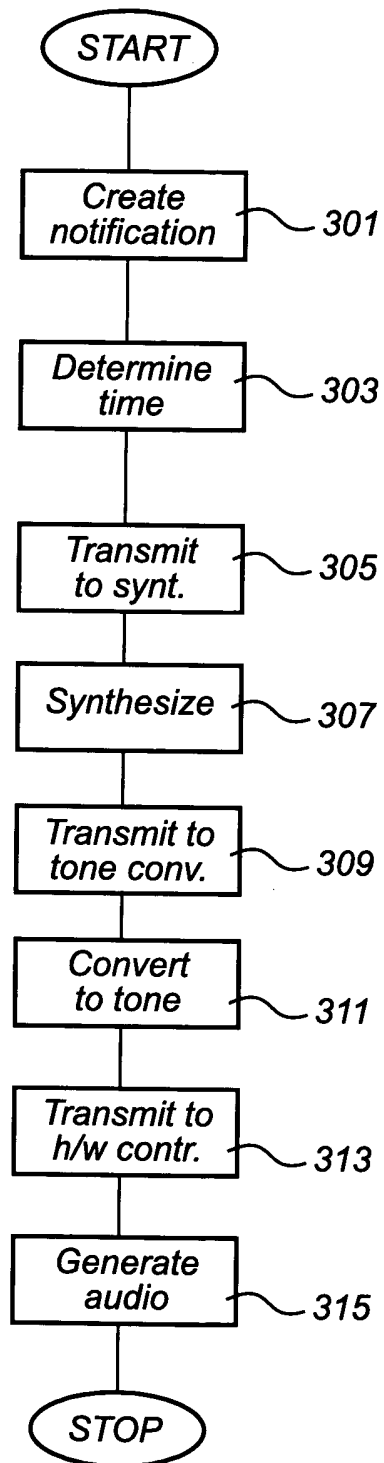 START
Create
notification
301
Determine
time
303
Transmit
to synt.
305
Synthesize
307
Transmit to
tone conv.
309
Convert
to tone
311
Transmit to
h/w contr.
313
Generate
audio
315
STOP